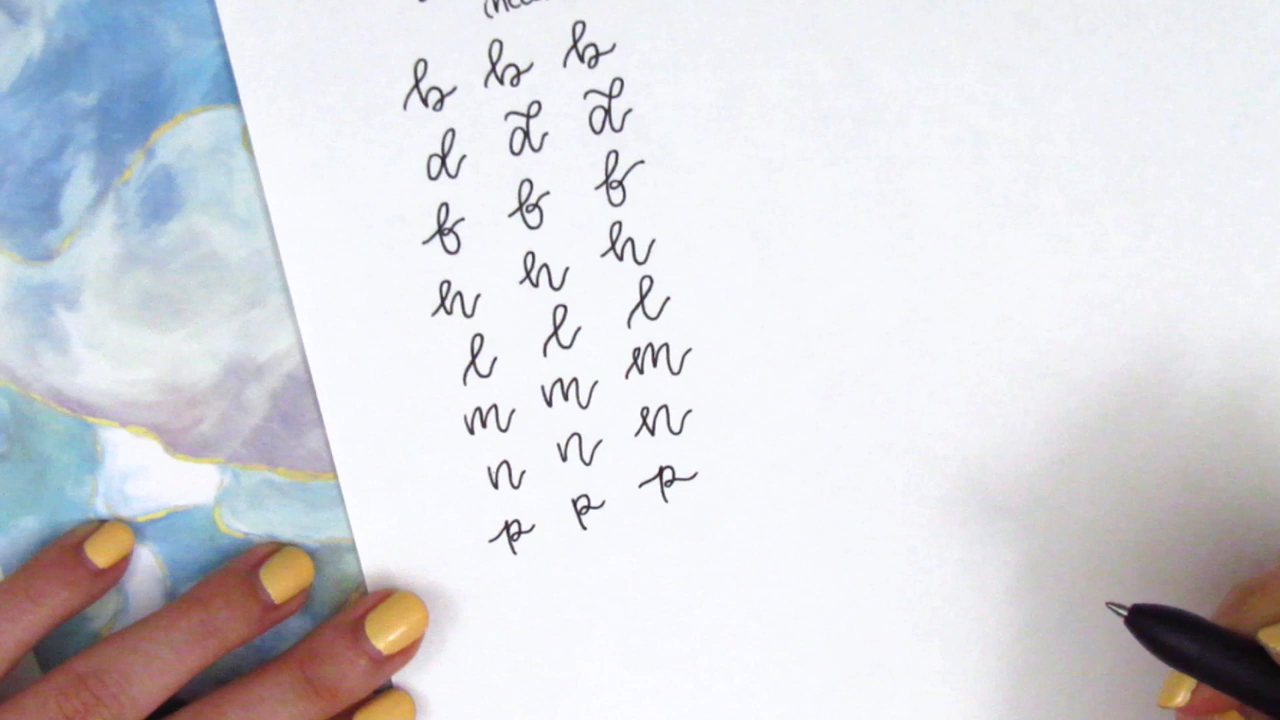 b b b
d d d
f f f
h h h
l l l
m m m
n n n
p p p